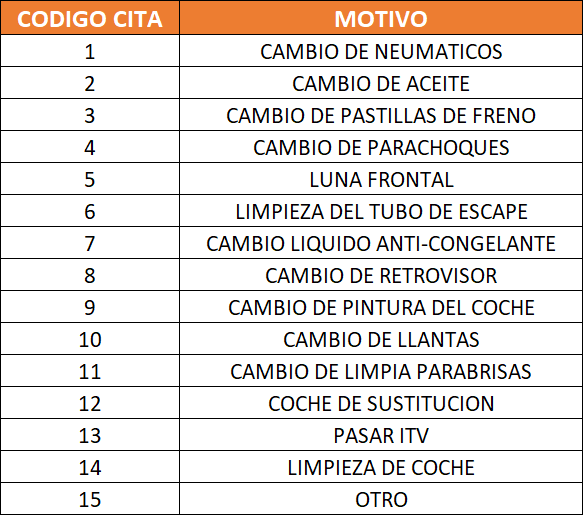 CODIGO CITA MOTIVO
1 CAMBIO DE NEUMATICOS
2 CAMBIO DE ACEITE
3 CAMBIO DE PASTILLAS DE FRENO
4 CAMBIO DE PARACHOQUES
5 LUNA FRONTAL
6 LIMPIEZA DEL TUBO DE ESCAPE
7 CAMBIO LIQUIDO ANTI-CONGELANTE
8 CAMBIO DE RETROVISOR
9 CAMBIO DE PINTURA DEL COCHE
10 CAMBIO DE LLANTAS
11 CAMBIO DE LIMPIA PARABRISAS
12 COCHE DE SUSTITUCION
13 PASAR ITV
14 LIMPIEZA DE COCHE
15 OTRO